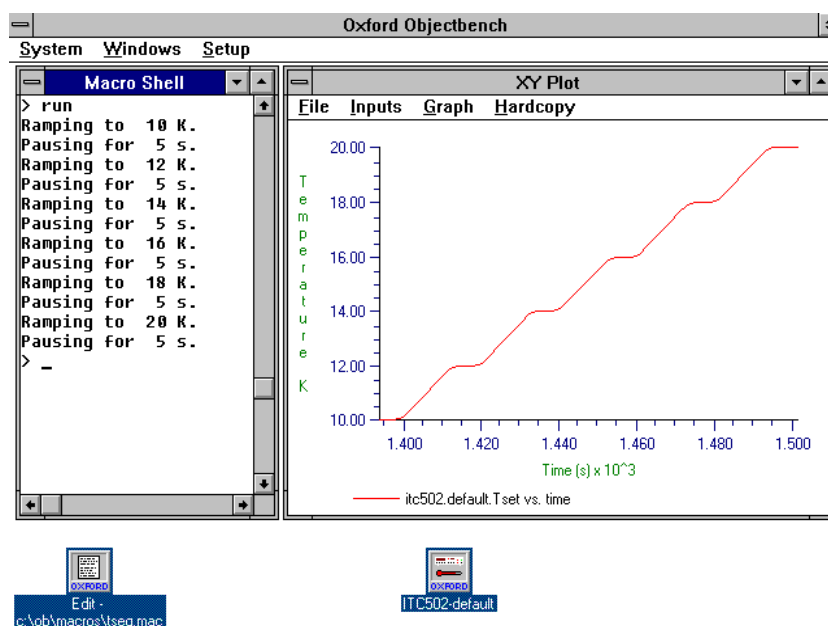 Oxford Objectbench
System Windows Setup
Macro Shell
> run
Ramping to 10 K.
Pausing for 5 s.
Ramping to 12 K.
Pausing for 5 s.
Ramping to 14 K.
Pausing for 5 s.
Ramping to 16 K.
Pausing for 5 s.
Ramping to 18 K.
Pausing for 5 s.
Ramping to 20 K.
Pausing for 5 s.
> _
XY Plot
File Inputs Graph Hardcopy
Temperature K
20.00
18.00
16.00
14.00
12.00
10.00
1.400 1.420 1.440 1.460 1.480 1.500
Time (s) x 10^3
itc502.default.Tset vs. time
OXFORD
Edit -
c:\ob\macros\tseq.mac
OXFORD
ITC502-default